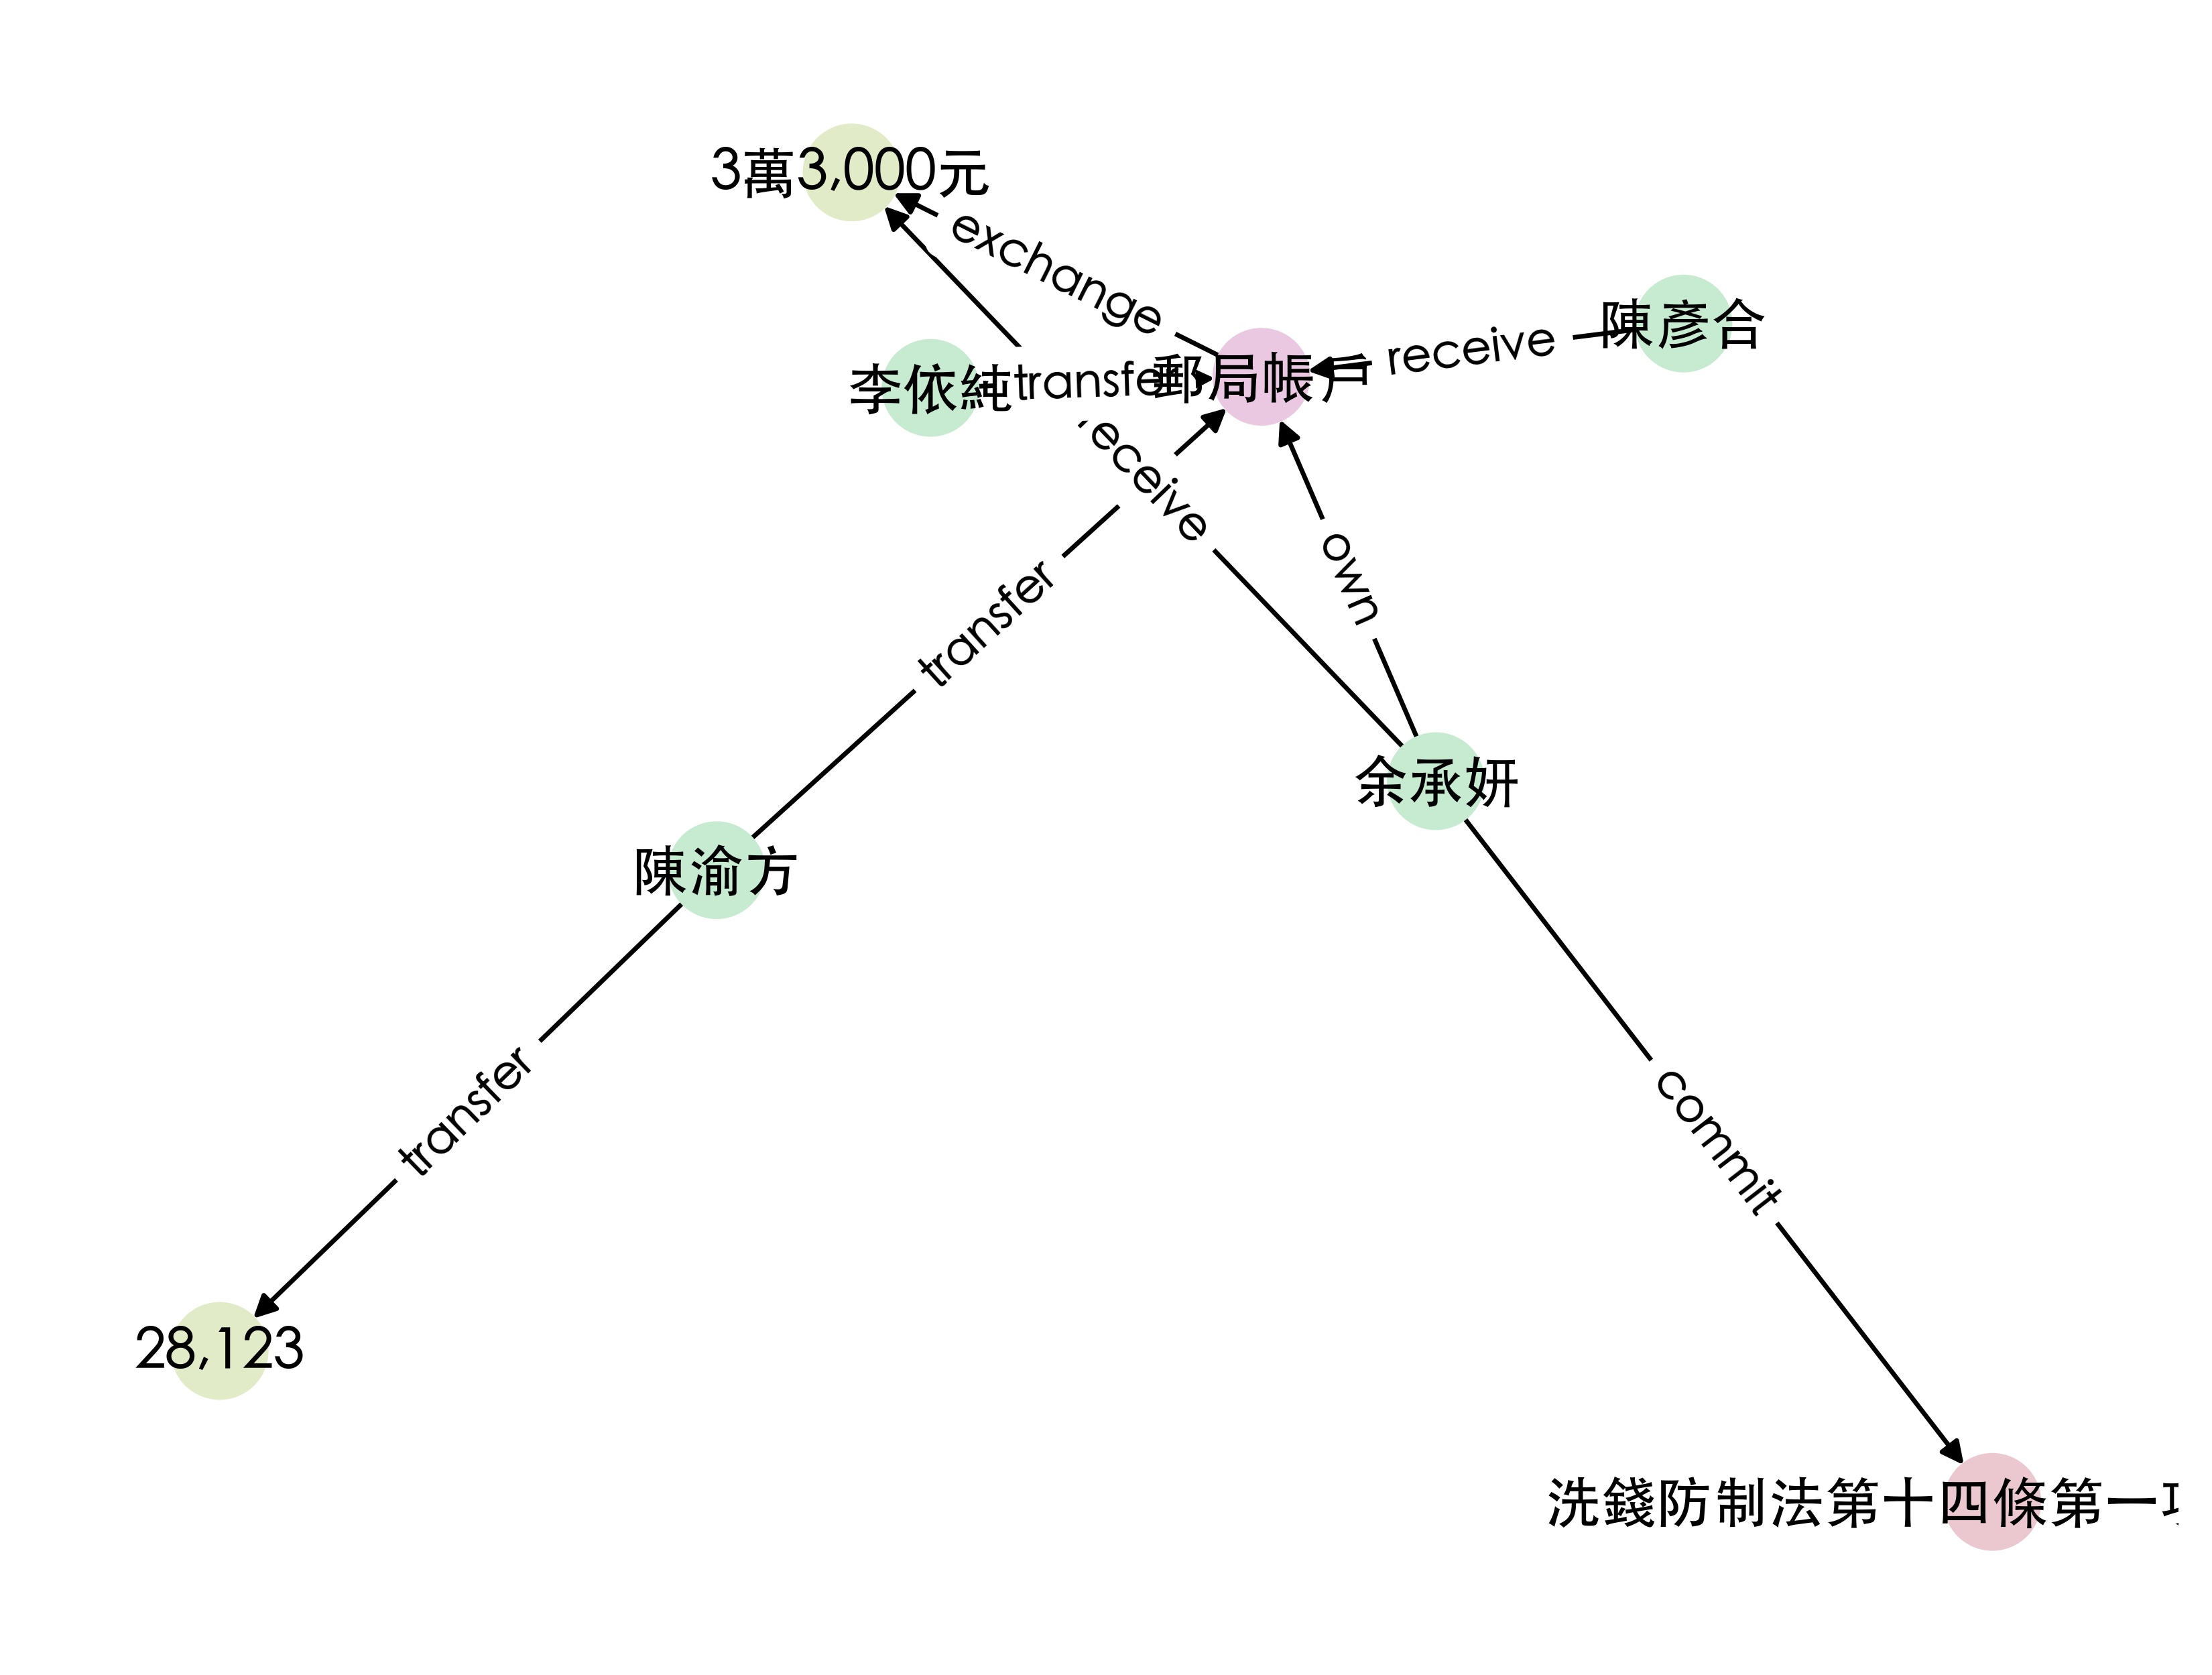 3萬3,000元
exchange
陳彥合
receive
郵局帳戶
李依純
transfer
receive
own
transfer
余承妍
陳渝方
commit
transfer
28,123
洗錢防制法第十四條第一